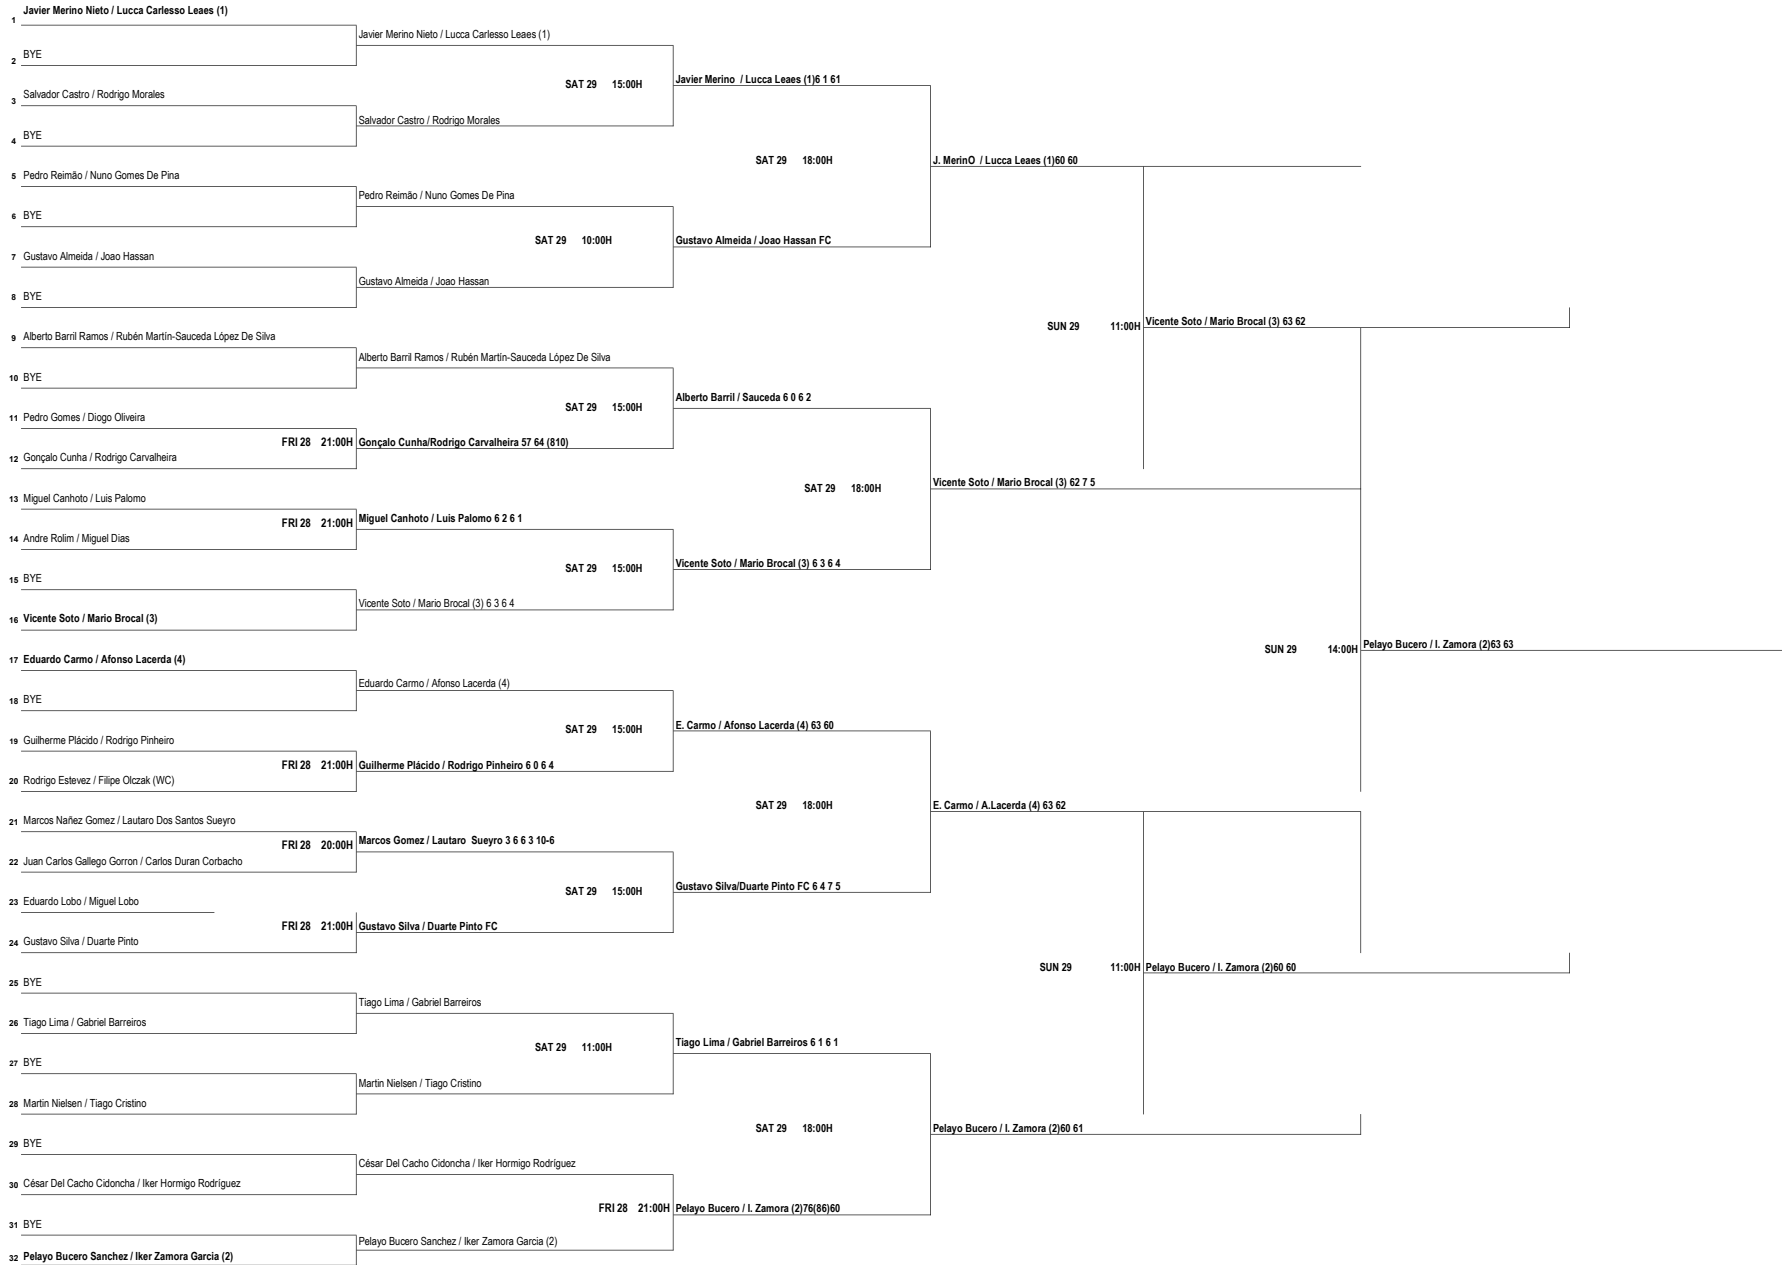 Javier Merino Nieto / Lucca Carlesso Leaes (1)
1
Javier Merino Nieto / Lucca Carlesso Leaes (1)
2 BYE
SAT 29 15:00H Javier Merino / Lucca Leaes (1)6 1 61
3 Salvador Castro / Rodrigo Morales
Salvador Castro / Rodrigo Morales
4 BYE
SAT 29 18:00H J. MerinO / Lucca Leaes (1)60 60
5 Pedro Reimão / Nuno Gomes De Pina
Pedro Reimão / Nuno Gomes De Pina
6 BYE
SAT 29 10:00H Gustavo Almeida / Joao Hassan FC
7 Gustavo Almeida / Joao Hassan
Gustavo Almeida / Joao Hassan
8 BYE
SUN 29 11:00H Vicente Soto / Mario Brocal (3) 63 62
9 Alberto Barril Ramos / Rubén Martín-Sauceda López De Silva
Alberto Barril Ramos / Rubén Martín-Sauceda López De Silva
10 BYE
SAT 29 15:00H Alberto Barril / Sauceda 6 0 6 2
11 Pedro Gomes / Diogo Oliveira
FRI 28 21:00H Gonçalo Cunha/Rodrigo Carvalheira 57 64 (810)
12 Gonçalo Cunha / Rodrigo Carvalheira
SAT 29 18:00H Vicente Soto / Mario Brocal (3) 62 7 5
13 Miguel Canhoto / Luis Palomo
FRI 28 21:00H Miguel Canhoto / Luis Palomo 6 2 6 1
14 Andre Rolim / Miguel Dias
SAT 29 15:00H Vicente Soto / Mario Brocal (3) 6 3 6 4
15 BYE
Vicente Soto / Mario Brocal (3) 6 3 6 4
16 Vicente Soto / Mario Brocal (3)
SUN 29 14:00H Pelayo Bucero / I. Zamora (2)63 63
17 Eduardo Carmo / Afonso Lacerda (4)
Eduardo Carmo / Afonso Lacerda (4)
18 BYE
SAT 29 15:00H E. Carmo / Afonso Lacerda (4) 63 60
19 Guilherme Plácido / Rodrigo Pinheiro
FRI 28 21:00H Guilherme Plácido / Rodrigo Pinheiro 6 0 6 4
20 Rodrigo Estevez / Filipe Olczak (WC)
SAT 29 18:00H E. Carmo / A.Lacerda (4) 63 62
21 Marcos Nañez Gomez / Lautaro Dos Santos Sueyro
FRI 28 20:00H Marcos Gomez / Lautaro Sueyro 3 6 6 3 10-6
22 Juan Carlos Gallego Gorron / Carlos Duran Corbacho
SAT 29 15:00H Gustavo Silva/Duarte Pinto FC 6 4 7 5
23 Eduardo Lobo / Miguel Lobo
FRI 28 21:00H Gustavo Silva / Duarte Pinto FC
24 Gustavo Silva / Duarte Pinto
SUN 29 11:00H Pelayo Bucero / I. Zamora (2)60 60
25 BYE
Tiago Lima / Gabriel Barreiros
26 Tiago Lima / Gabriel Barreiros
SAT 29 11:00H Tiago Lima / Gabriel Barreiros 6 1 6 1
27 BYE
Martin Nielsen / Tiago Cristino
28 Martin Nielsen / Tiago Cristino
SAT 29 18:00H Pelayo Bucero / I. Zamora (2)60 61
29 BYE
César Del Cacho Cidoncha / Iker Hormigo Rodríguez
30 César Del Cacho Cidoncha / Iker Hormigo Rodríguez
FRI 28 21:00H Pelayo Bucero / I. Zamora (2)76(86)60
31 BYE
Pelayo Bucero Sanchez / Iker Zamora Garcia (2)
32 Pelayo Bucero Sanchez / Iker Zamora Garcia (2)